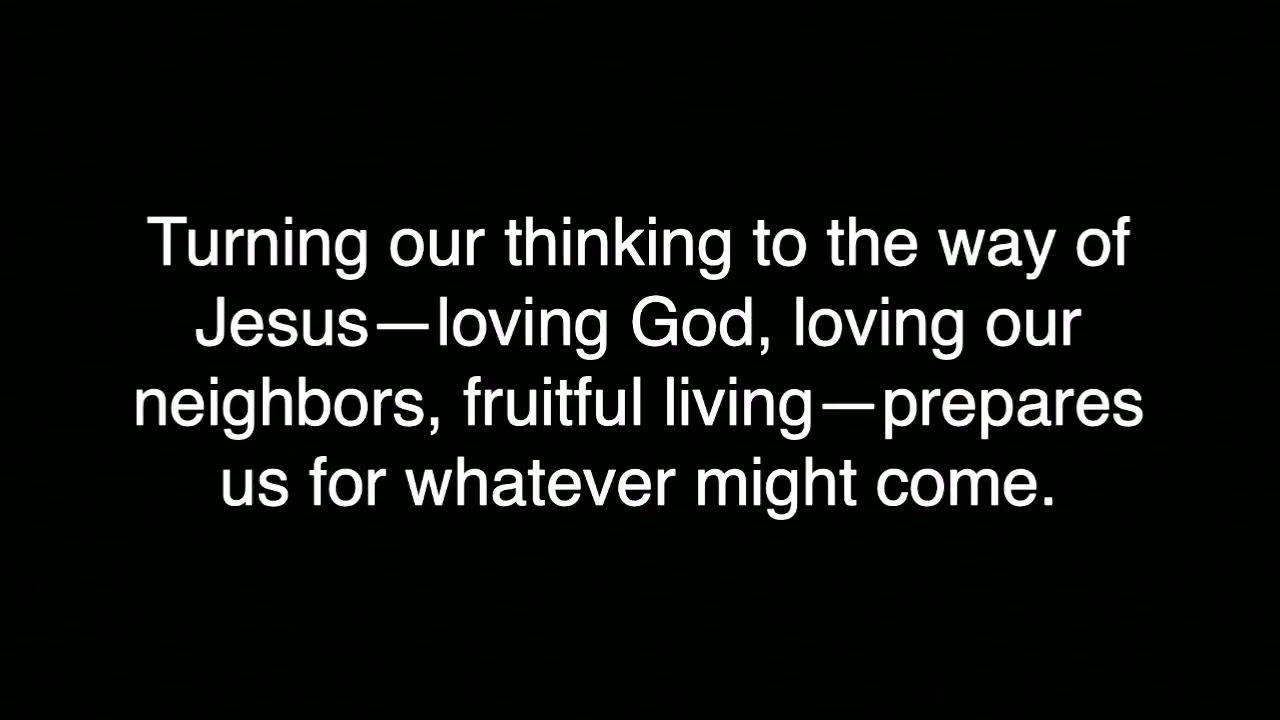 Turning our thinking to the way of
Jesus—loving God, loving our
neighbors, fruitful living—prepares
us for whatever might come.